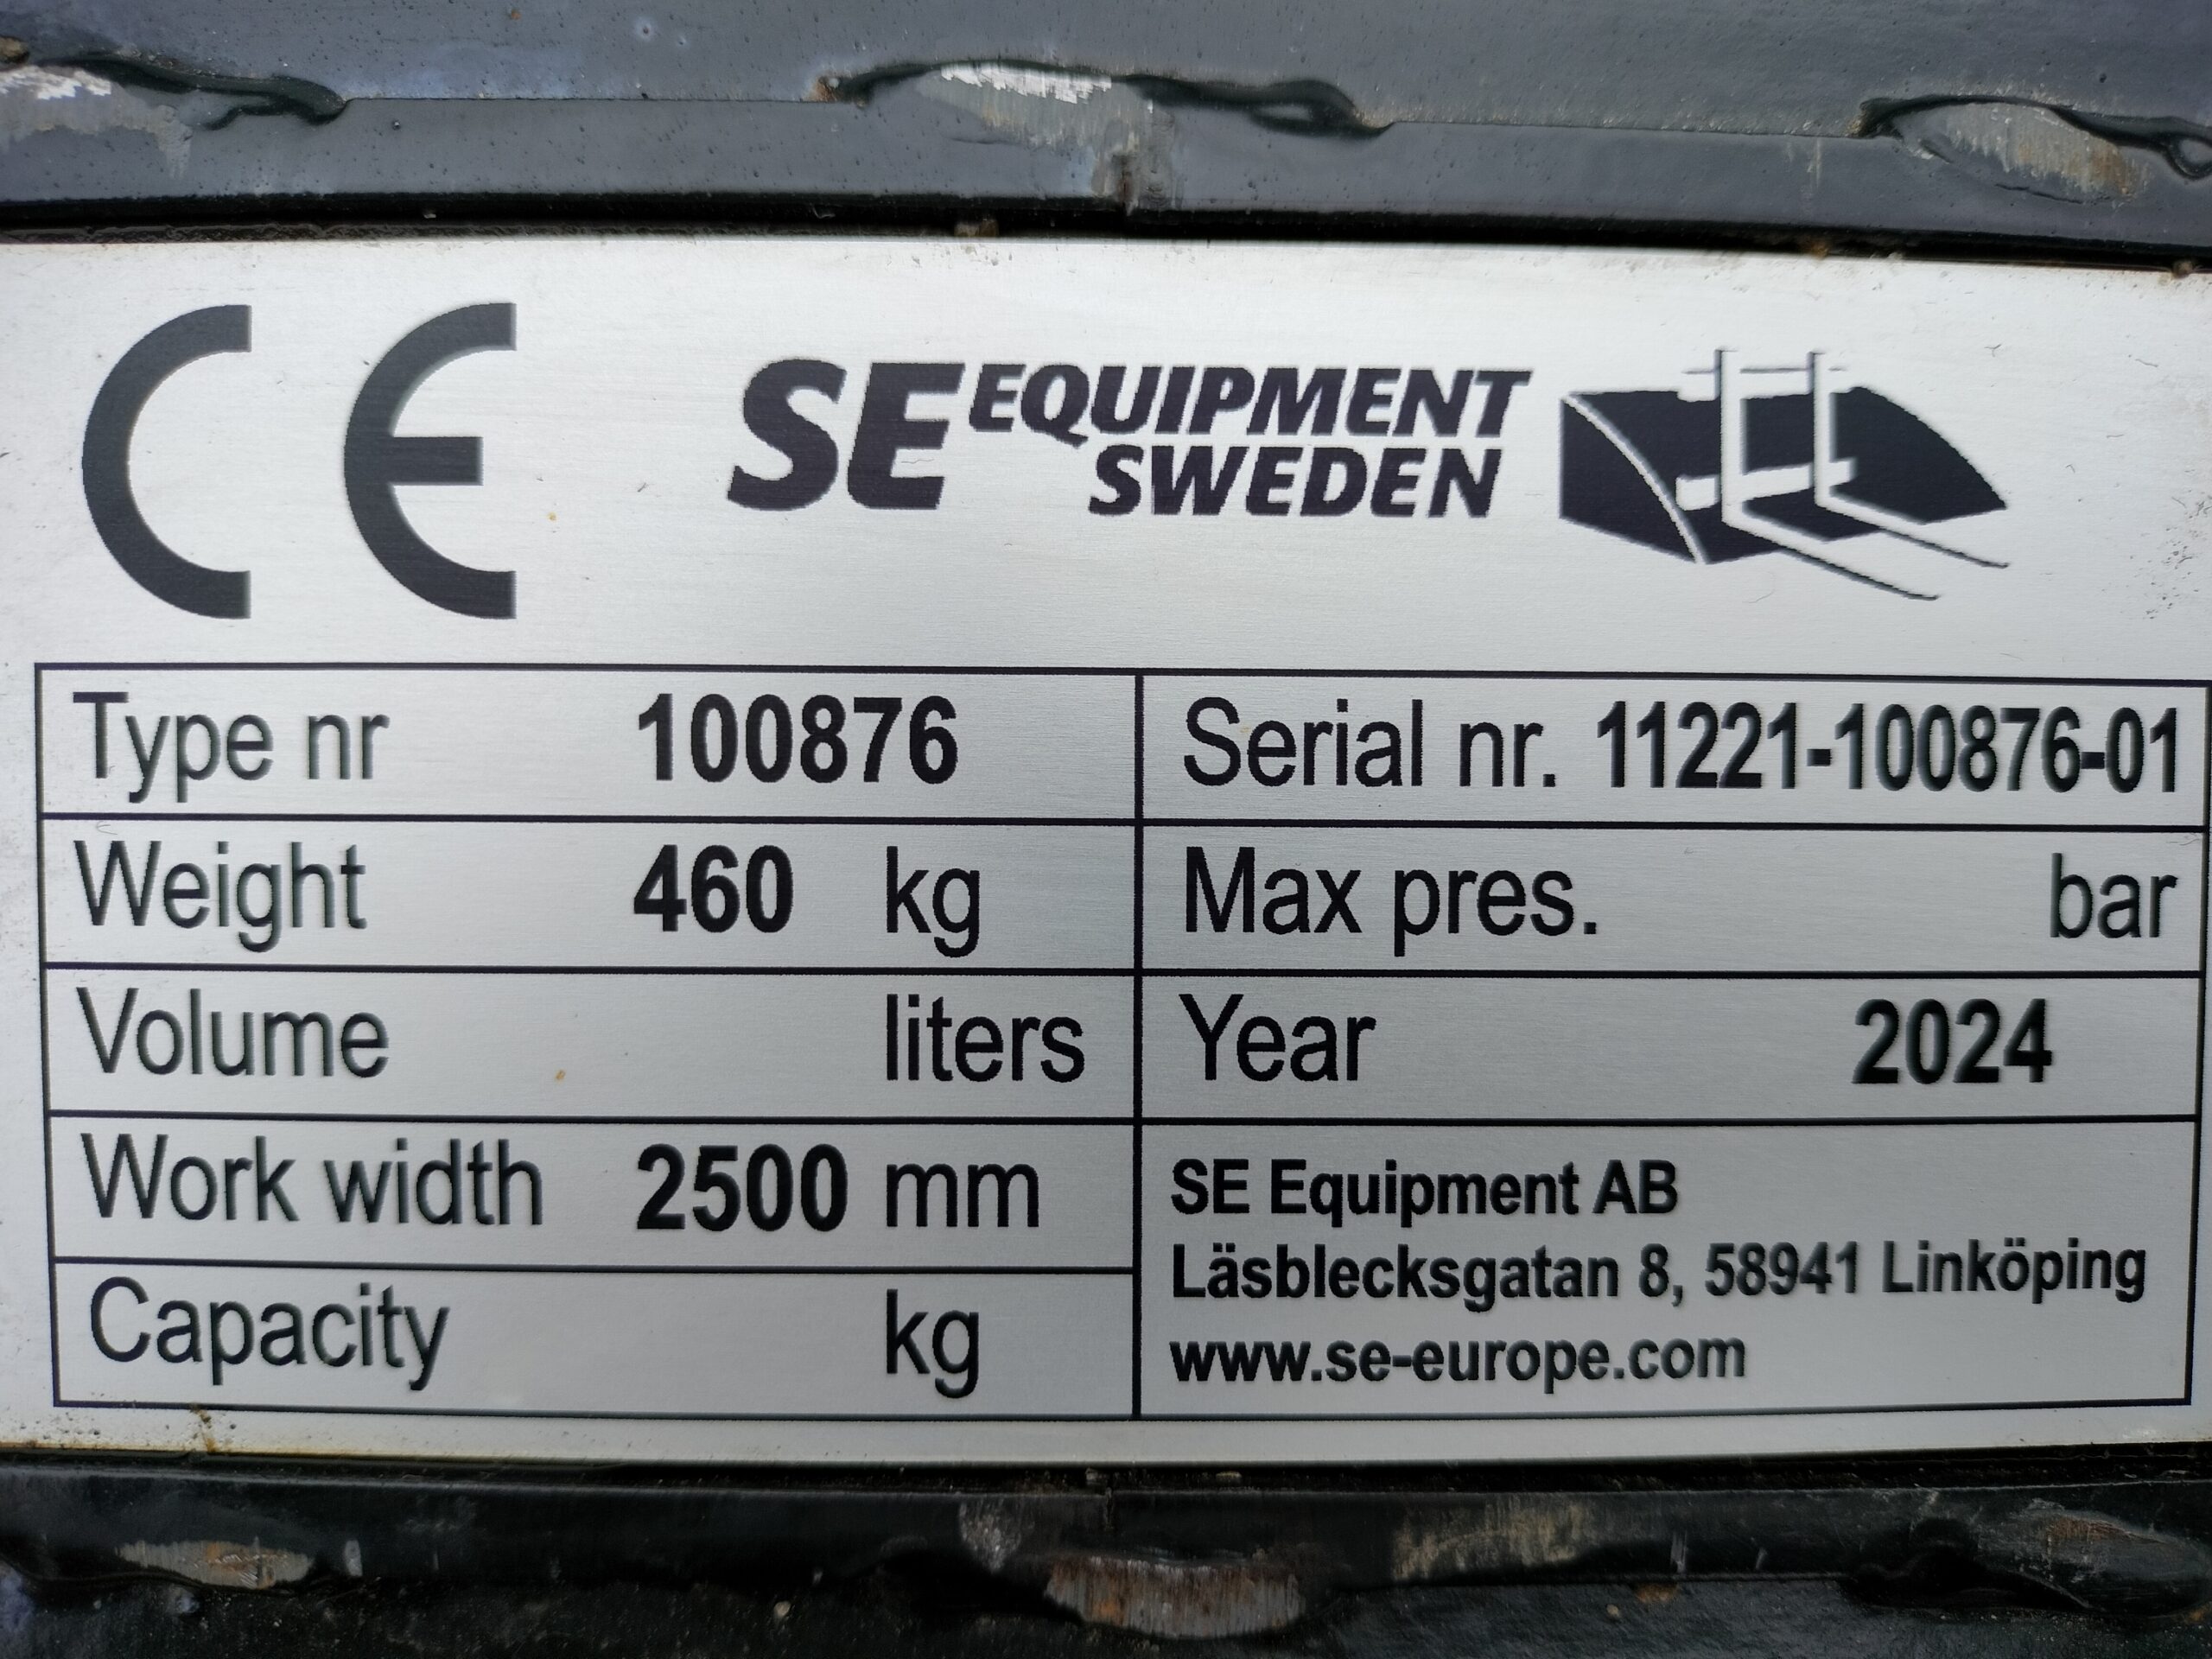 CE
SE EQUIPMENT
SWEDEN
Type nr 100876
Serial nr. 11221-100876-01
Weight 460 kg
Max pres. bar
Volume liters
Year 2024
Work width 2500 mm
Capacity kg
SE Equipment AB
Läsblecksgatan 8, 58941 Linköping
www.se-europe.com